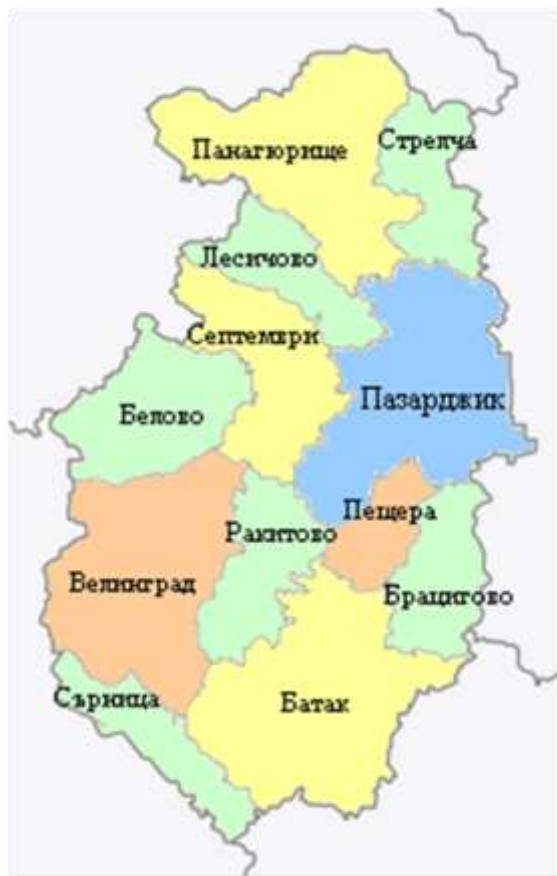 Панагюрище
Стрелча
Лесичово
Септември
Пазарджик
Белово
Пещера
Ракитово
Велинград
Брацигово
Сърница
Батак